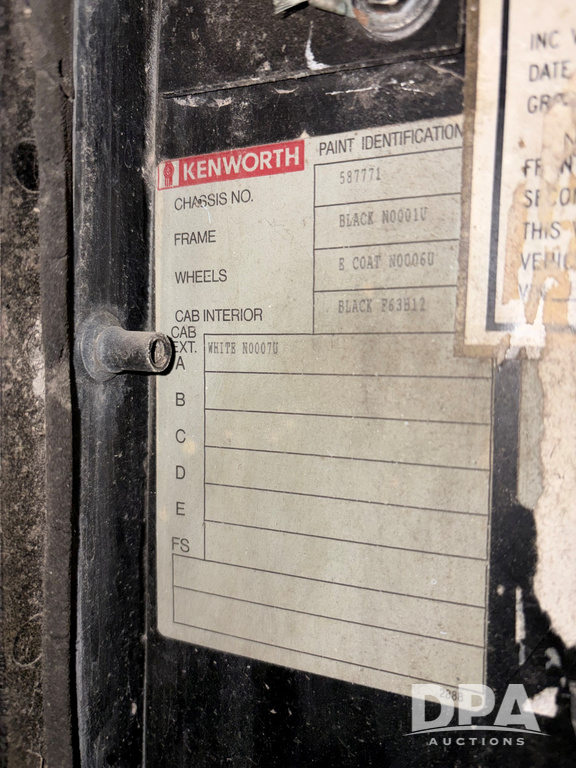 KENWORTH PAINT IDENTIFICATION
CHASSIS NO. 587771
FRAME BLACK N0001U
WHEELS E COAT N0006U
CAB INTERIOR BLACK F63H12
CAB
EXT.
A WHITE N0007U
B
C
D
E
FS
INC
DATE
THIS
DPA
AUCTIONS